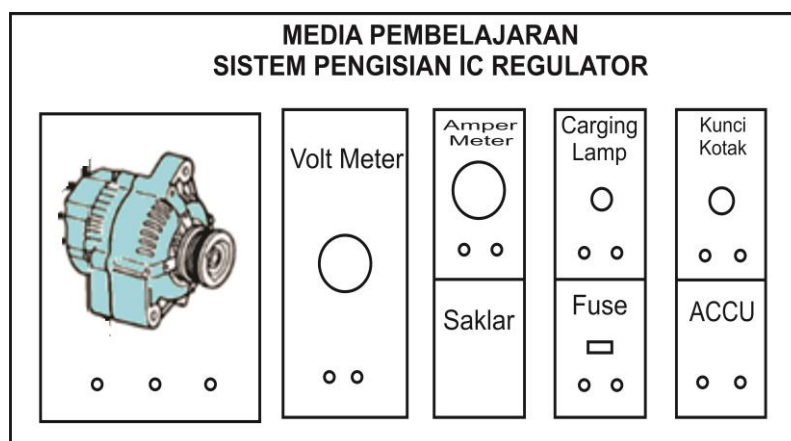 MEDIA PEMBELAJARAN
SISTEM PENGISIAN IC REGULATOR
Volt Meter
Amper
Meter
Saklar
Carging
Lamp
Fuse
Kunci
Kotak
ACCU